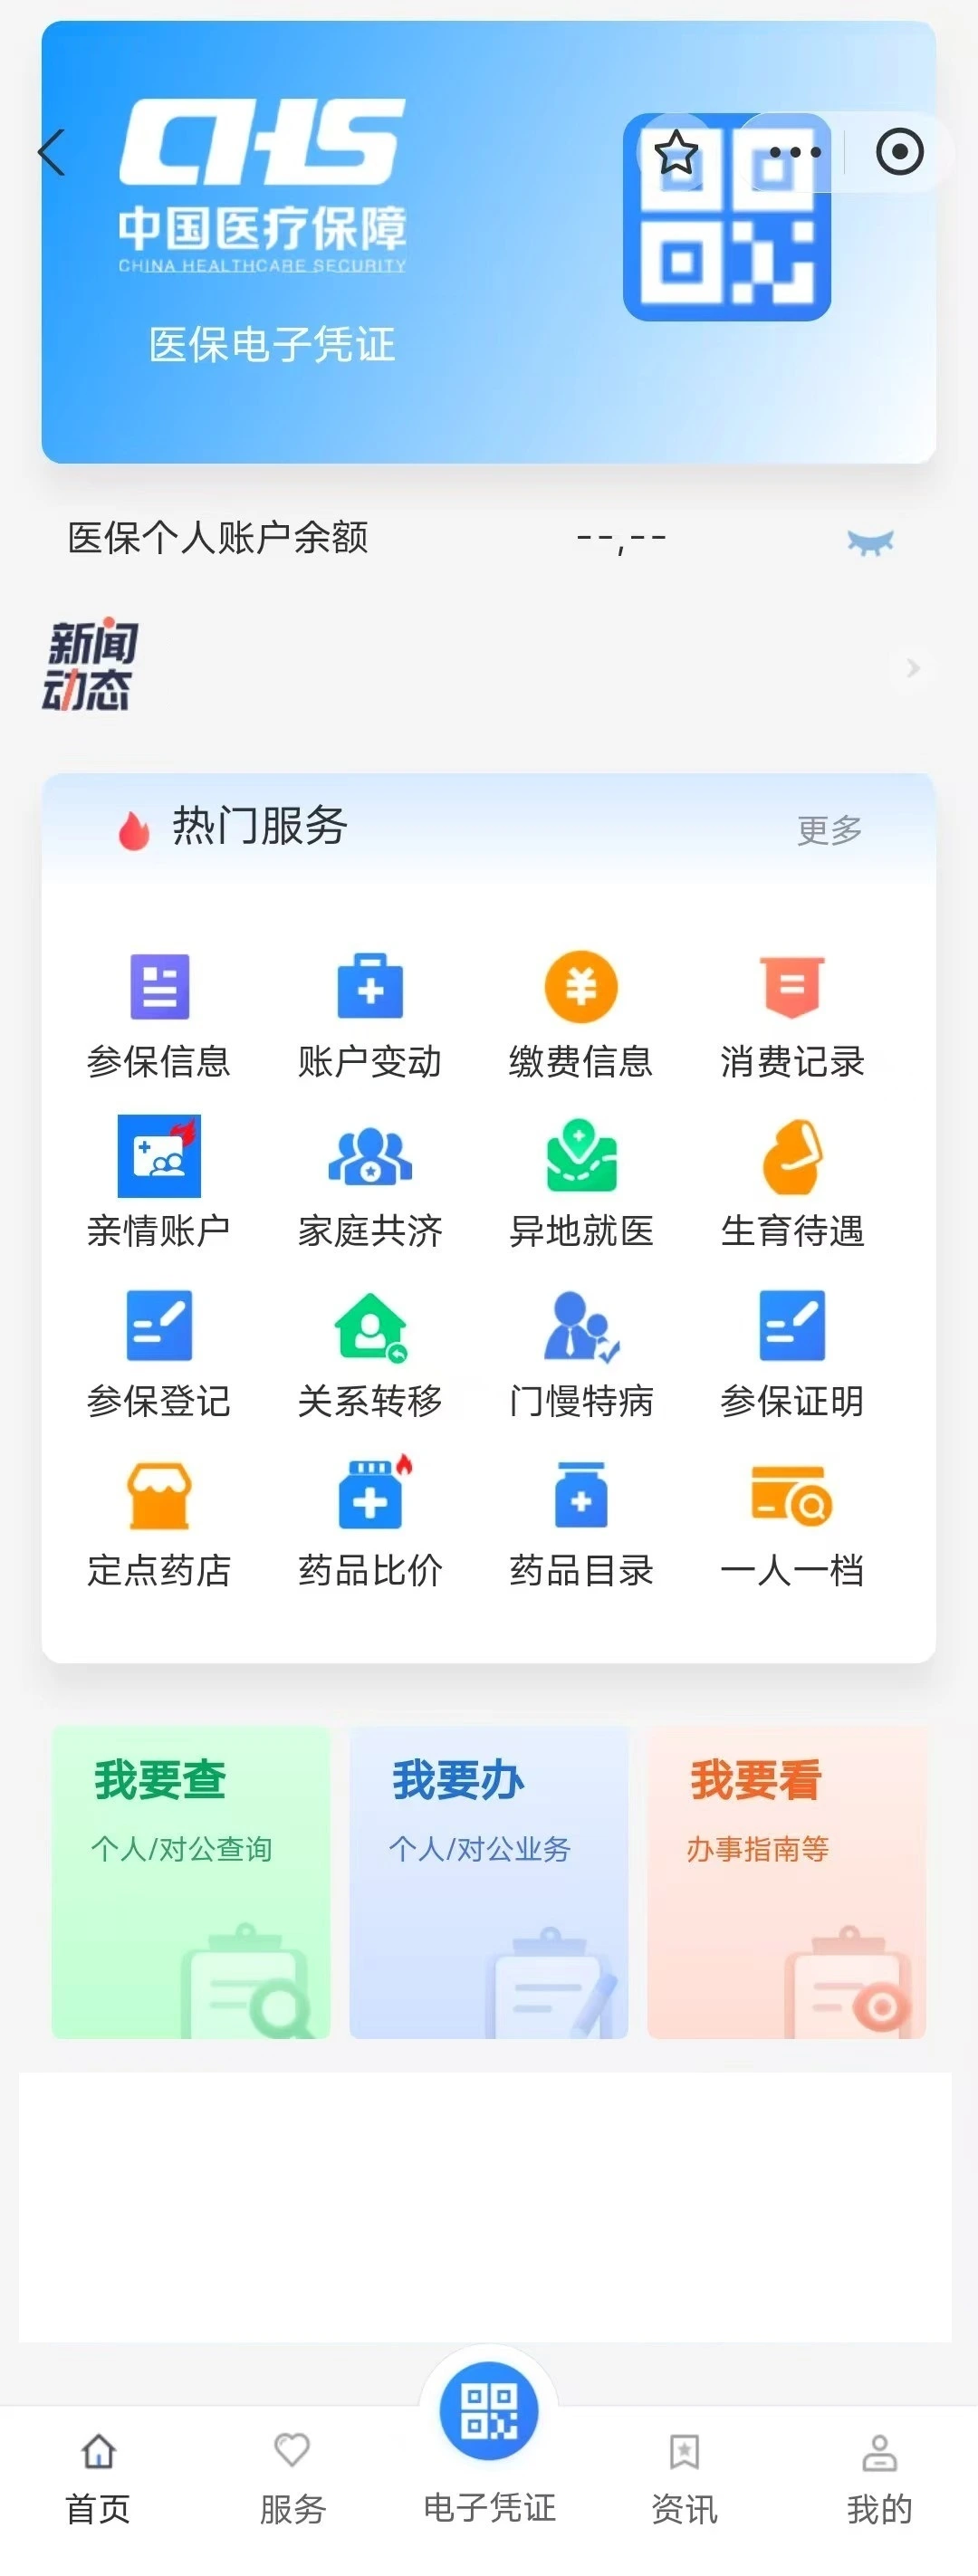 CHS
中国医疗保障
CHINA HEALTHCARE SECURITY
医保电子凭证
医保个人账户余额 --,--
新闻
动态
热门服务 更多
参保信息 账户变动 缴费信息 消费记录
亲情账户 家庭共济 异地就医 生育待遇
参保登记 关系转移 门慢特病 参保证明
定点药店 药品比价 药品目录 一人一档
我要查 我要办 我要看
个人/对公查询 个人/对公业务 办事指南等
首页 服务 电子凭证 资讯 我的